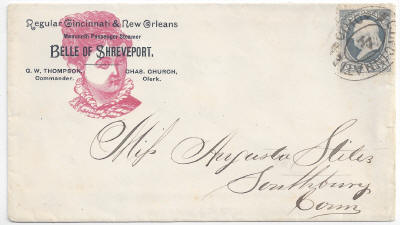 Regular Cincinnati & New Orleans
Mammoth Passenger Steamer
BELLE OF SHREVEPORT.
G. W. THOMPSON,
Commander.
CHAS. CHURCH,
Clerk.
Miss Augusta Stiles
Southbury
Conn